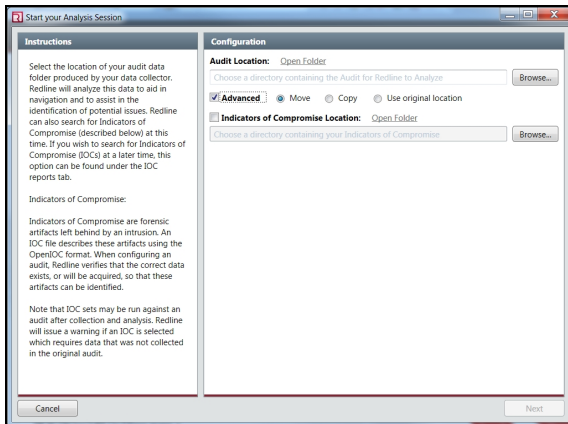 Start your Analysis Session
Instructions
Select the location of your audit data
folder produced by your data collector.
Redline will analyze this data to aid in
navigation and to assist in the
identification of potential issues. Redline
can also search for Indicators of
Compromise (described below) at this
time. If you wish to search for Indicators of
Compromise (IOCs) at a later time, this
option can be found under the IOC
reports tab.
Indicators of Compromise:
Indicators of Compromise are forensic
artifacts left behind by an intrusion. An
IOC file describes these artifacts using the
OpenIOC format. When configuring an
audit, Redline verifies that the correct data
exists, or will be acquired, so that these
artifacts can be identified.
Note that IOC sets may be run against an
audit after collection and analysis. Redline
will issue a warning if an IOC is selected
which requires data that was not collected
in the original audit.
Configuration
Audit Location: Open Folder
Choose a directory containing the Audit for Redline to Analyze Browse...
Advanced Move Copy Use original location
Indicators of Compromise Location: Open Folder
Choose a directory containing your Indicators of Compromise Browse...
Cancel Next